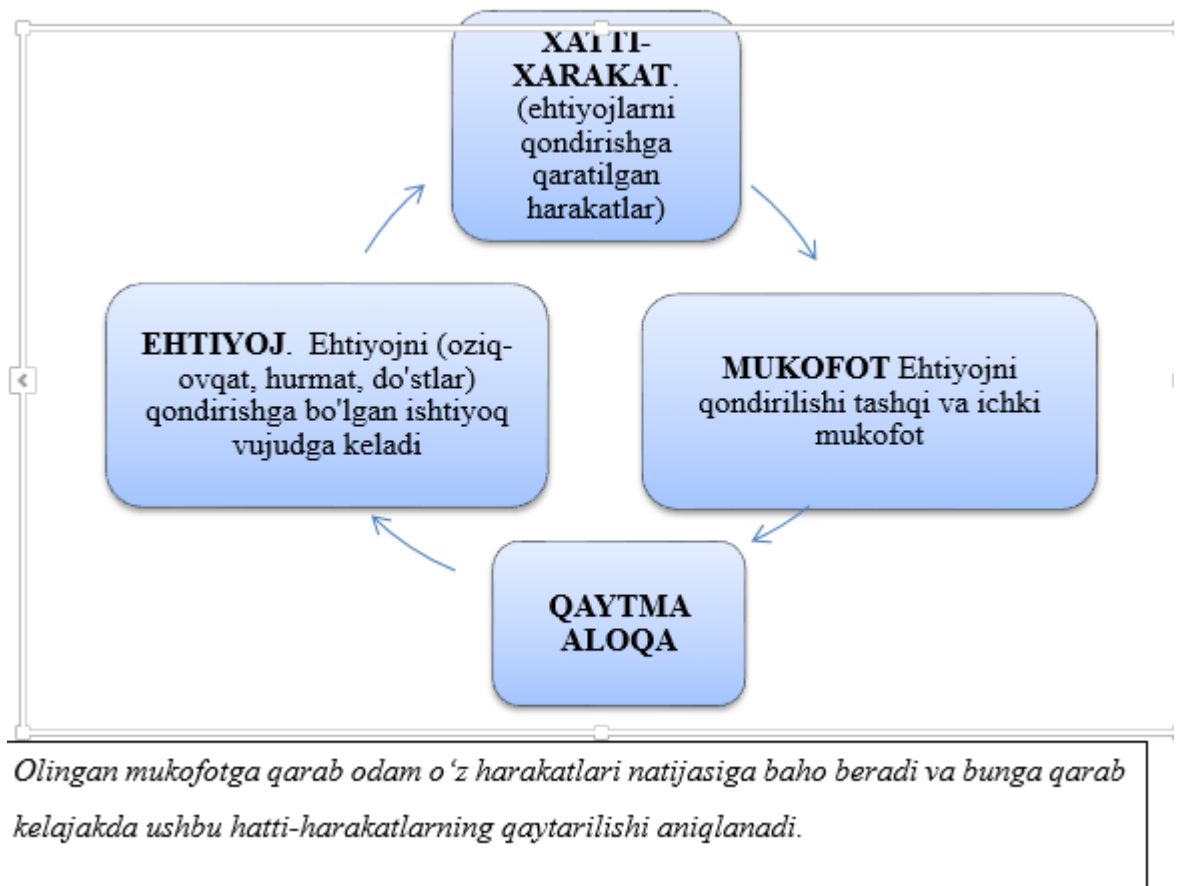 XATTI-
XARAKAT.
(ehtiyojlarni
qondirishga
qaratilgan
harakatlar)
EHTIYOJ. Ehtiyojni (oziq-
ovqat, hurmat, do'stlar)
qondirishga bo'lgan ishtiyoq
vujudga keladi
MUKOFOT Ehtiyojni
qondirilishi tashqi va ichki
mukofot
QAYTMA
ALOQA
Olingan mukofotga qarab odam o‘z harakatlari natijasiga baho beradi va bunga qarab
kelajakda ushbu hatti-harakatlarning qaytarilishi aniqlanadi.